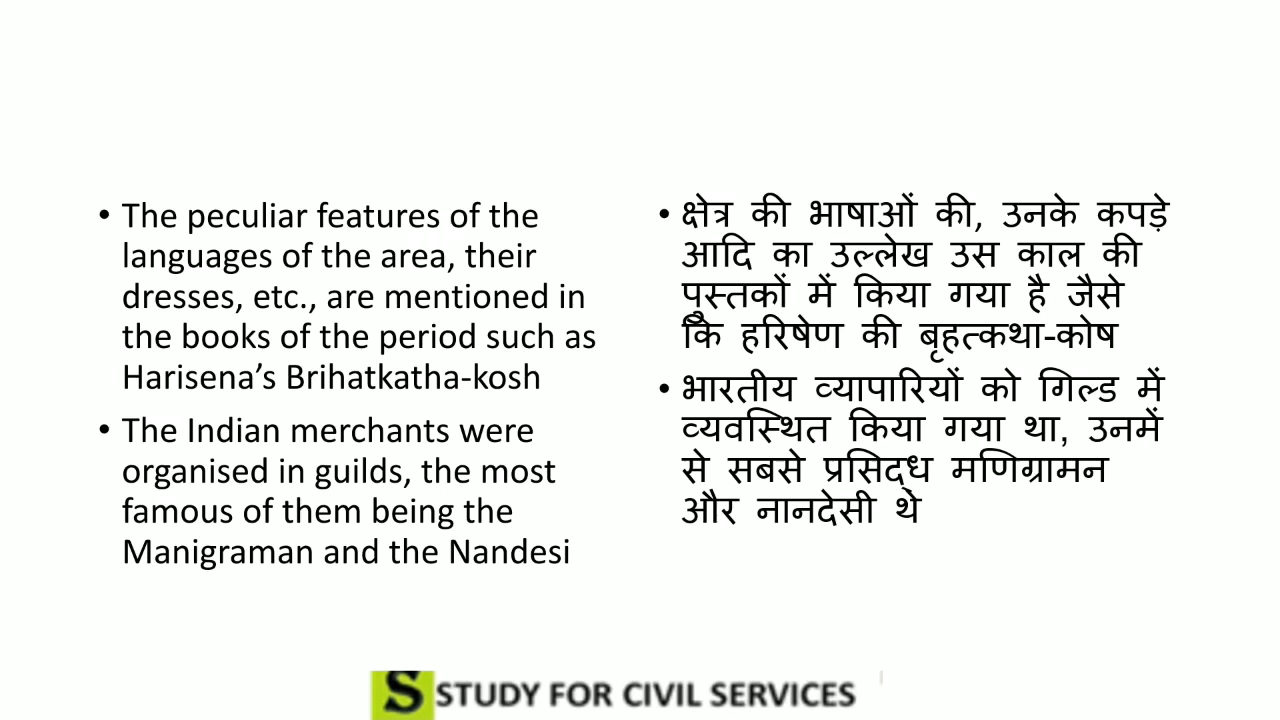 • The peculiar features of the
languages of the area, their
dresses, etc., are mentioned in
the books of the period such as
Harisena’s Brihatkatha-kosh
• The Indian merchants were
organised in guilds, the most
famous of them being the
Manigraman and the Nandesi
• क्षेत्र की भाषाओं की, उनके कपड़े
आदि का उल्लेख उस काल की
पुस्तकों में किया गया है जैसे
कि हरिषेण की बृहत्कथा-कोष
• भारतीय व्यापारियों को गिल्ड में
व्यवस्थित किया गया था, उनमें
से सबसे प्रसिद्ध मणिग्रामन
और नानदेसी थे
S STUDY FOR CIVIL SERVICES